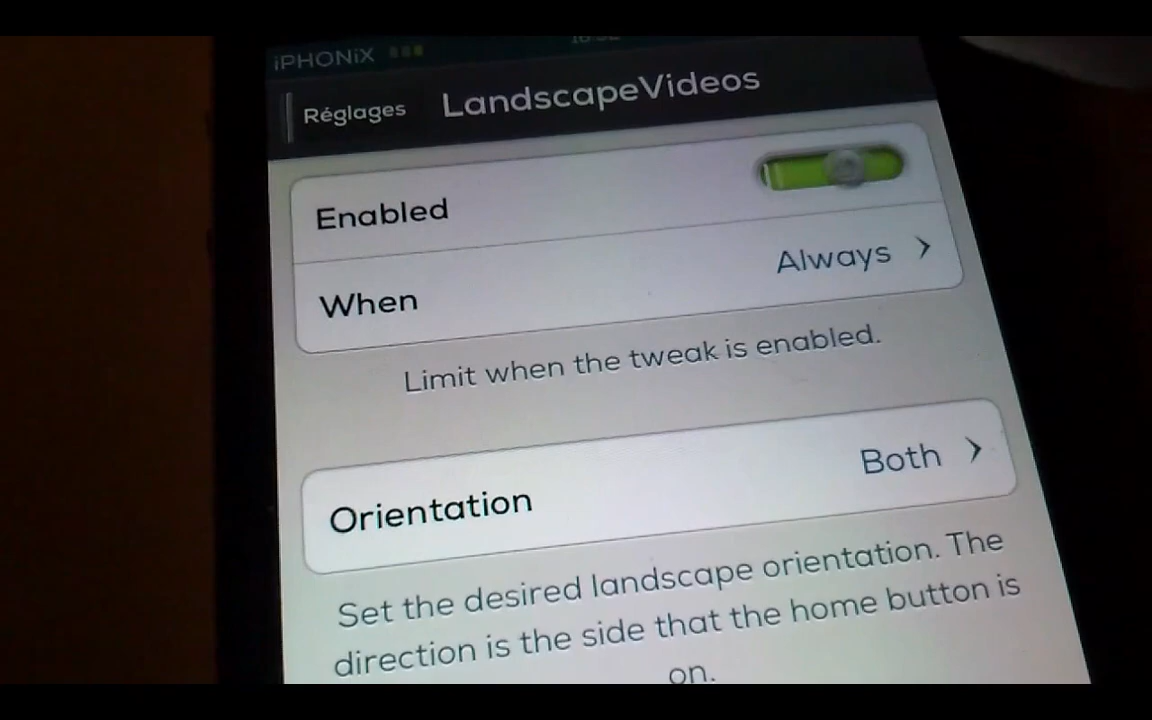 iPHONiX
Réglages LandscapeVideos
Enabled
When Always
Limit when the tweak is enabled.
Orientation Both
Set the desired landscape orientation. The
direction is the side that the home button is
on.